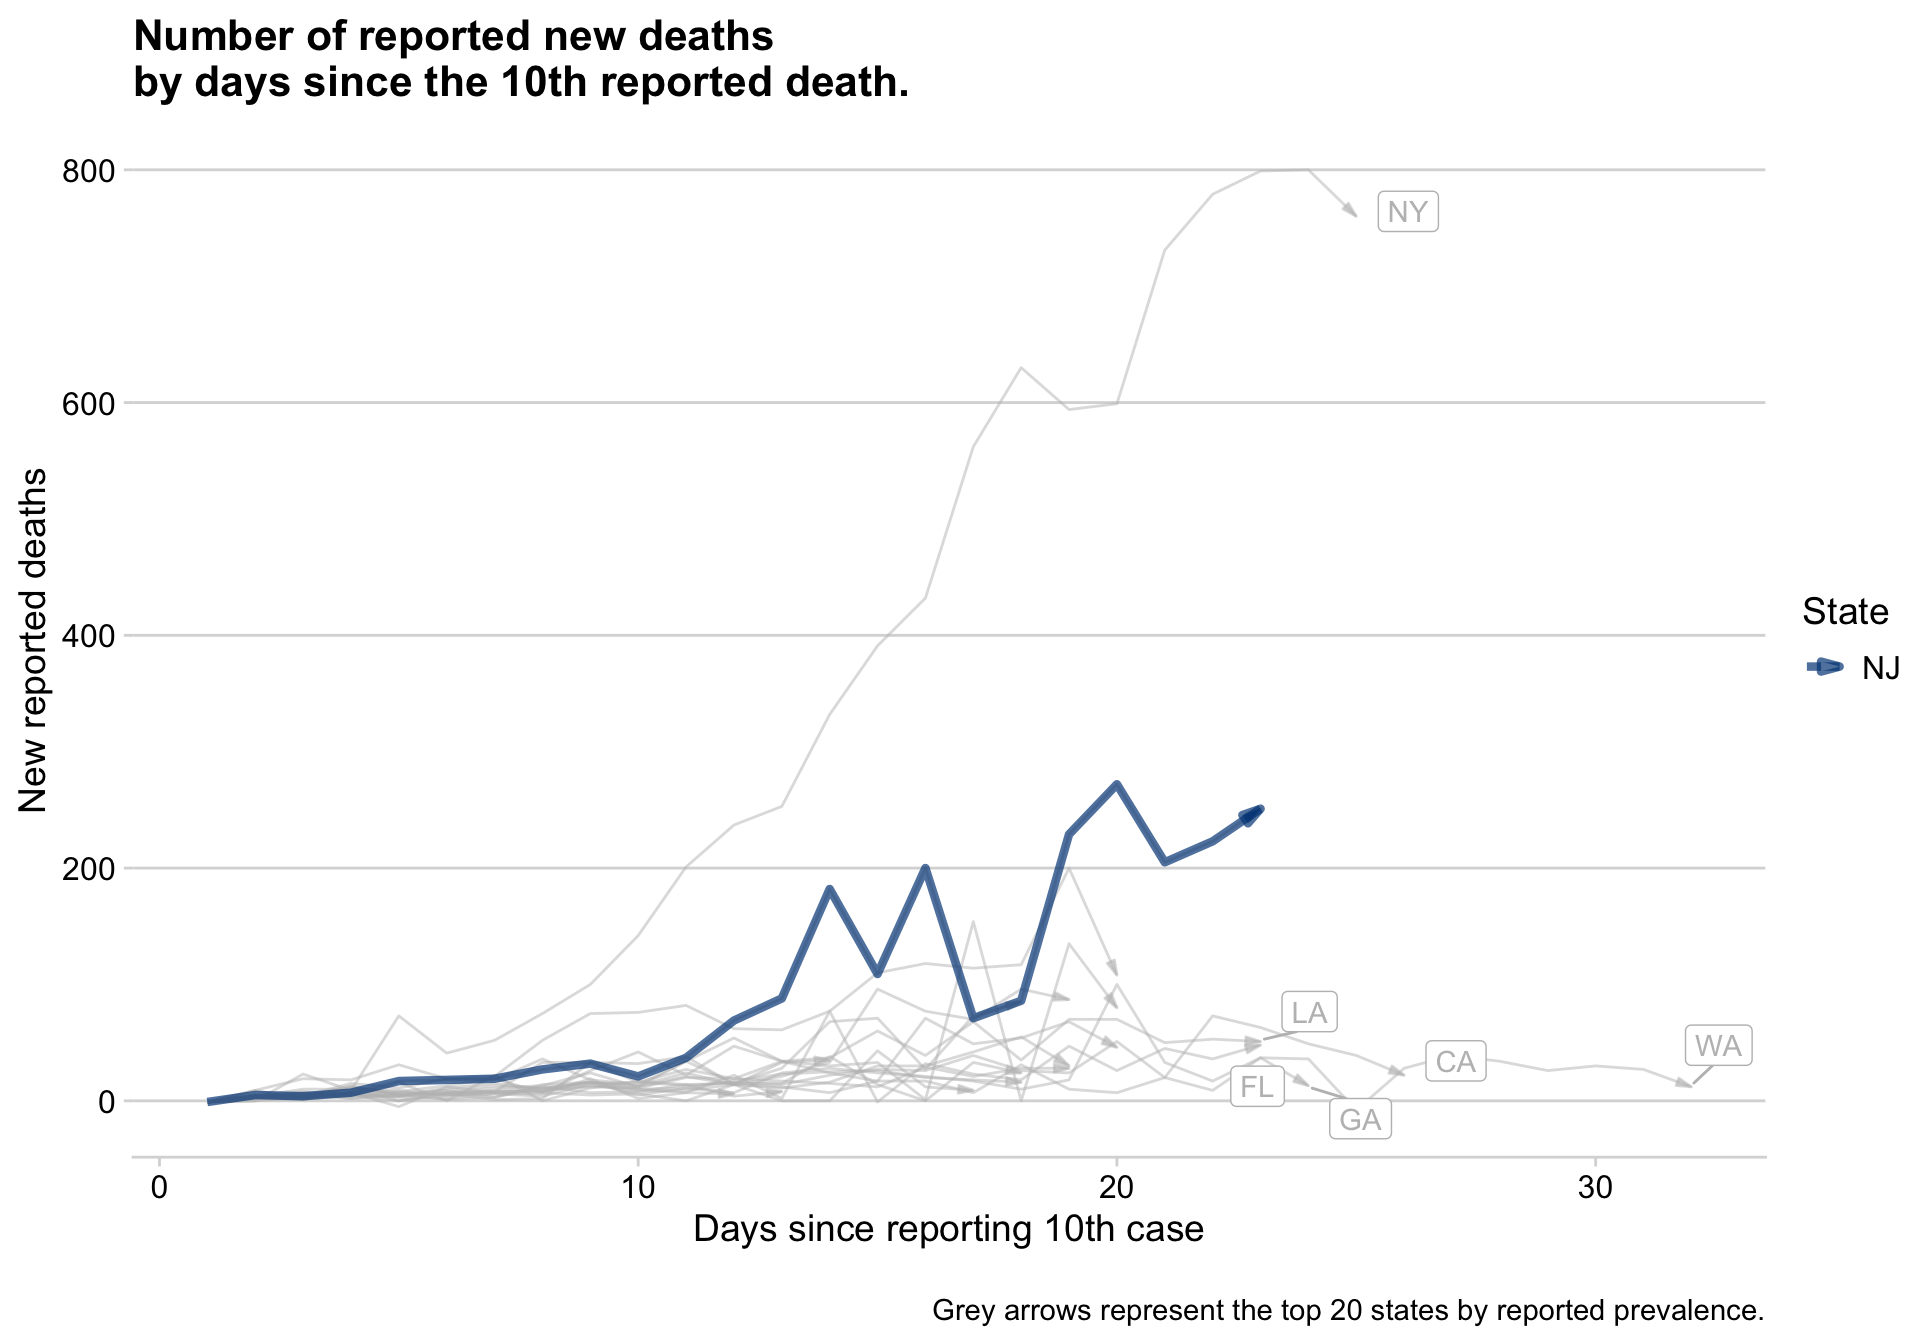 Number of reported new deaths
by days since the 10th reported death.
800
600
400
200
0
New reported deaths
NY
LA
WA
CA
FL
GA
State
NJ
0 10 20 30
Days since reporting 10th case
Grey arrows represent the top 20 states by reported prevalence.